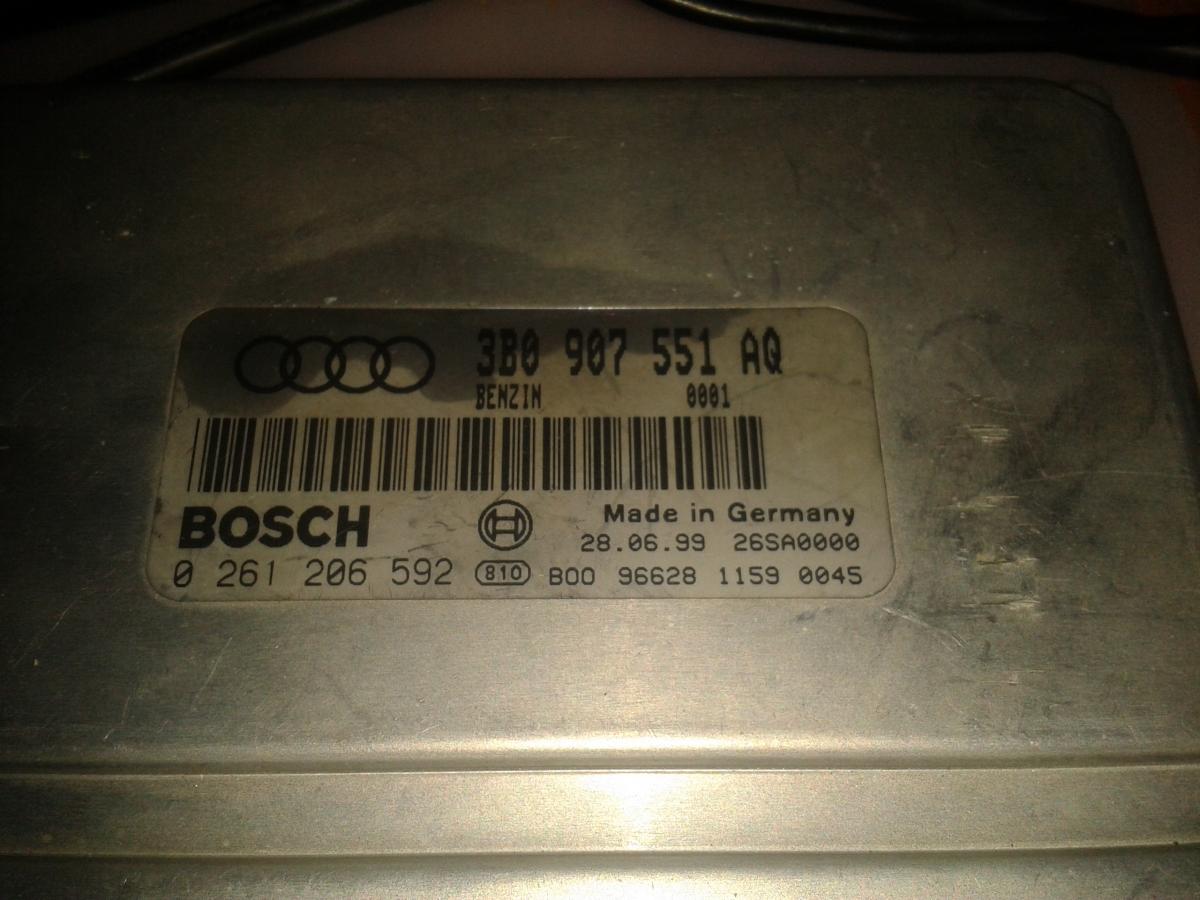 3B0 907 551 AQ
BENZIN 0001
BOSCH
Made in Germany
28.06.99 26SA0000
0 261 206 592 810 B00 96628 1159 0045